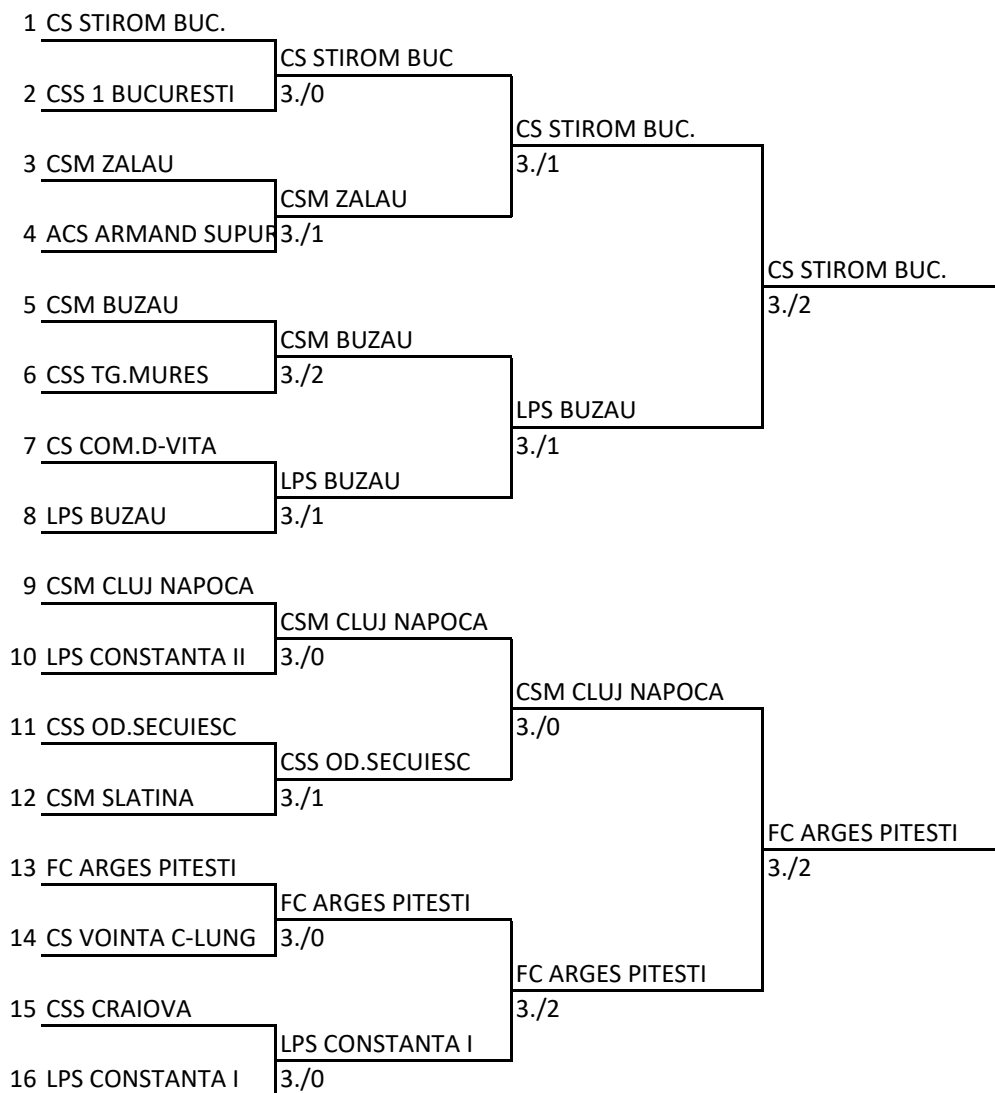 1 CS STIROM BUC.
CS STIROM BUC
2 CSS 1 BUCURESTI 3./0
CS STIROM BUC.
3 CSM ZALAU 3./1
CSM ZALAU
4 ACS ARMAND SUPUR 3./1
CS STIROM BUC.
5 CSM BUZAU 3./2
CSM BUZAU
6 CSS TG.MURES 3./2
LPS BUZAU
7 CS COM.D-VITA 3./1
LPS BUZAU
8 LPS BUZAU 3./1
9 CSM CLUJ NAPOCA
CSM CLUJ NAPOCA
10 LPS CONSTANTA II 3./0
CSM CLUJ NAPOCA
11 CSS OD.SECUIESC 3./0
CSS OD.SECUIESC
12 CSM SLATINA 3./1
FC ARGES PITESTI
13 FC ARGES PITESTI 3./2
FC ARGES PITESTI
14 CS VOINTA C-LUNG 3./0
FC ARGES PITESTI
15 CSS CRAIOVA 3./2
LPS CONSTANTA I
16 LPS CONSTANTA I 3./0